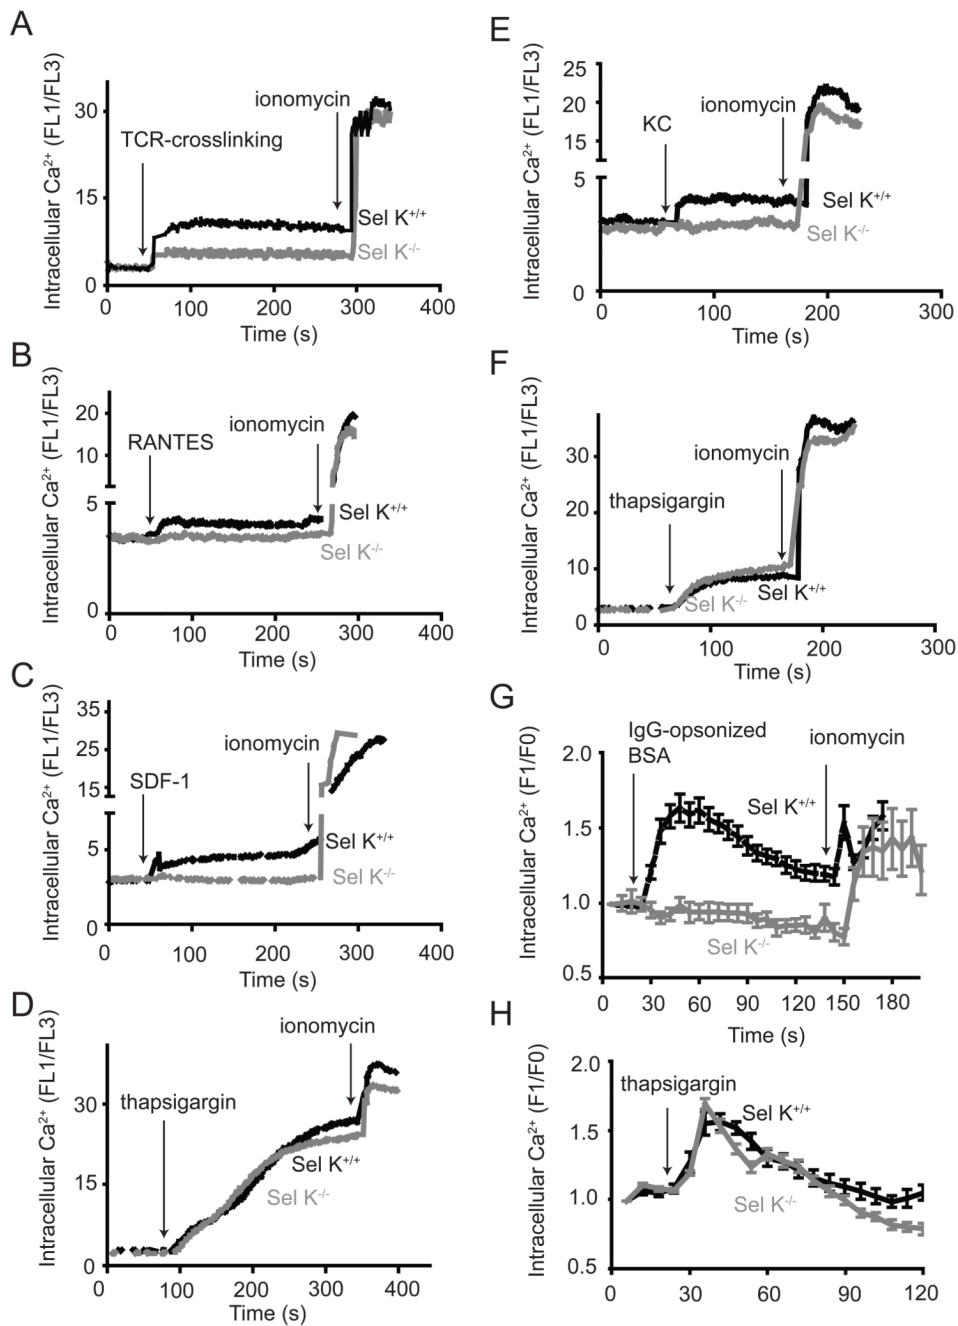 A
Intracellular Ca²⁺ (FL1/FL3)
30
15
0
TCR-crosslinking
ionomycin
Sel K⁺/⁺
Sel K⁻/⁻
0 100 200 300 400
Time (s)
B
Intracellular Ca²⁺ (FL1/FL3)
20
10
5
0
RANTES
ionomycin
Sel K⁺/⁺
Sel K⁻/⁻
0 100 200 300 400
Time (s)
C
Intracellular Ca²⁺ (FL1/FL3)
35
25
15
5
0
SDF-1
ionomycin
Sel K⁺/⁺
Sel K⁻/⁻
0 100 200 300 400
Time (s)
D
Intracellular Ca²⁺ (FL1/FL3)
30
15
0
thapsigargin
ionomycin
Sel K⁺/⁺
Sel K⁻/⁻
0 100 200 300 400
Time (s)
E
Intracellular Ca²⁺ (FL1/FL3)
25
20
15
5
0
KC
ionomycin
Sel K⁺/⁺
Sel K⁻/⁻
0 100 200 300
Time (s)
F
Intracellular Ca²⁺ (FL1/FL3)
30
20
10
0
thapsigargin
ionomycin
Sel K⁻/⁻
Sel K⁺/⁺
0 100 200 300
Time (s)
G
Intracellular Ca²⁺ (F1/F0)
2.0
1.5
1.0
0.5
IgG-opsonized
BSA
ionomycin
Sel K⁺/⁺
Sel K⁻/⁻
0 30 60 90 120 150 180
Time (s)
H
Intracellular Ca²⁺ (F1/F0)
2.0
1.5
1.0
0.5
thapsigargin
Sel K⁺/⁺
Sel K⁻/⁻
0 30 60 90 120